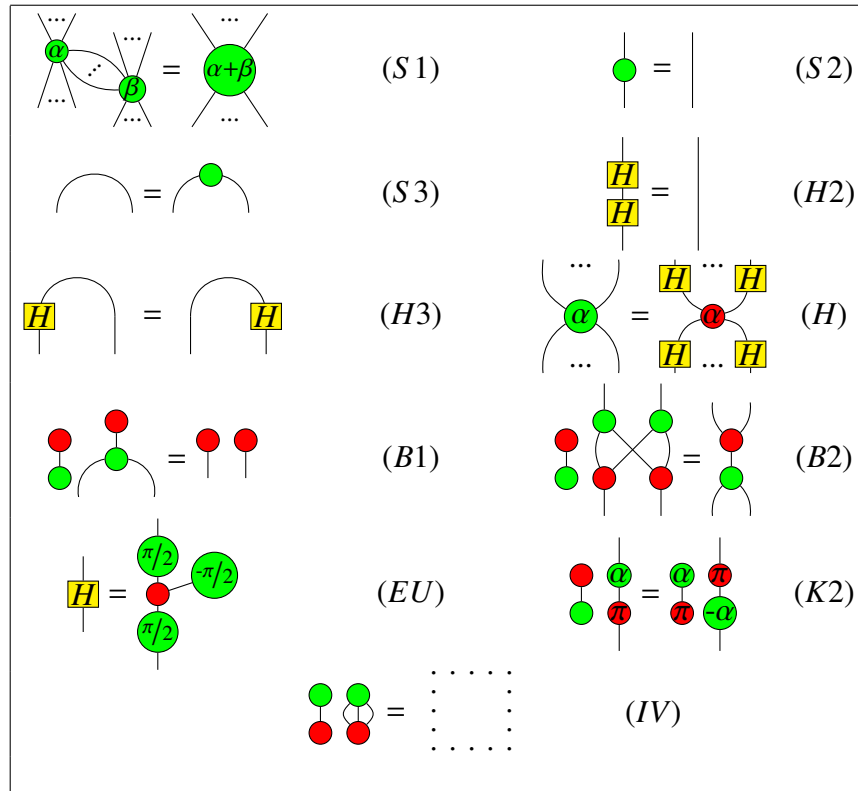 ... ...
α ... = α+β (S1) = (S2)
... β
... ... ...
= (S3) H H = (H2)
H = H (H3) ... α ... = H ... H α H ... H (H)
= (B1) = (B2)
H = π/2 -π/2 π/2 (EU) α π = α π π -α (K2)
= (IV)